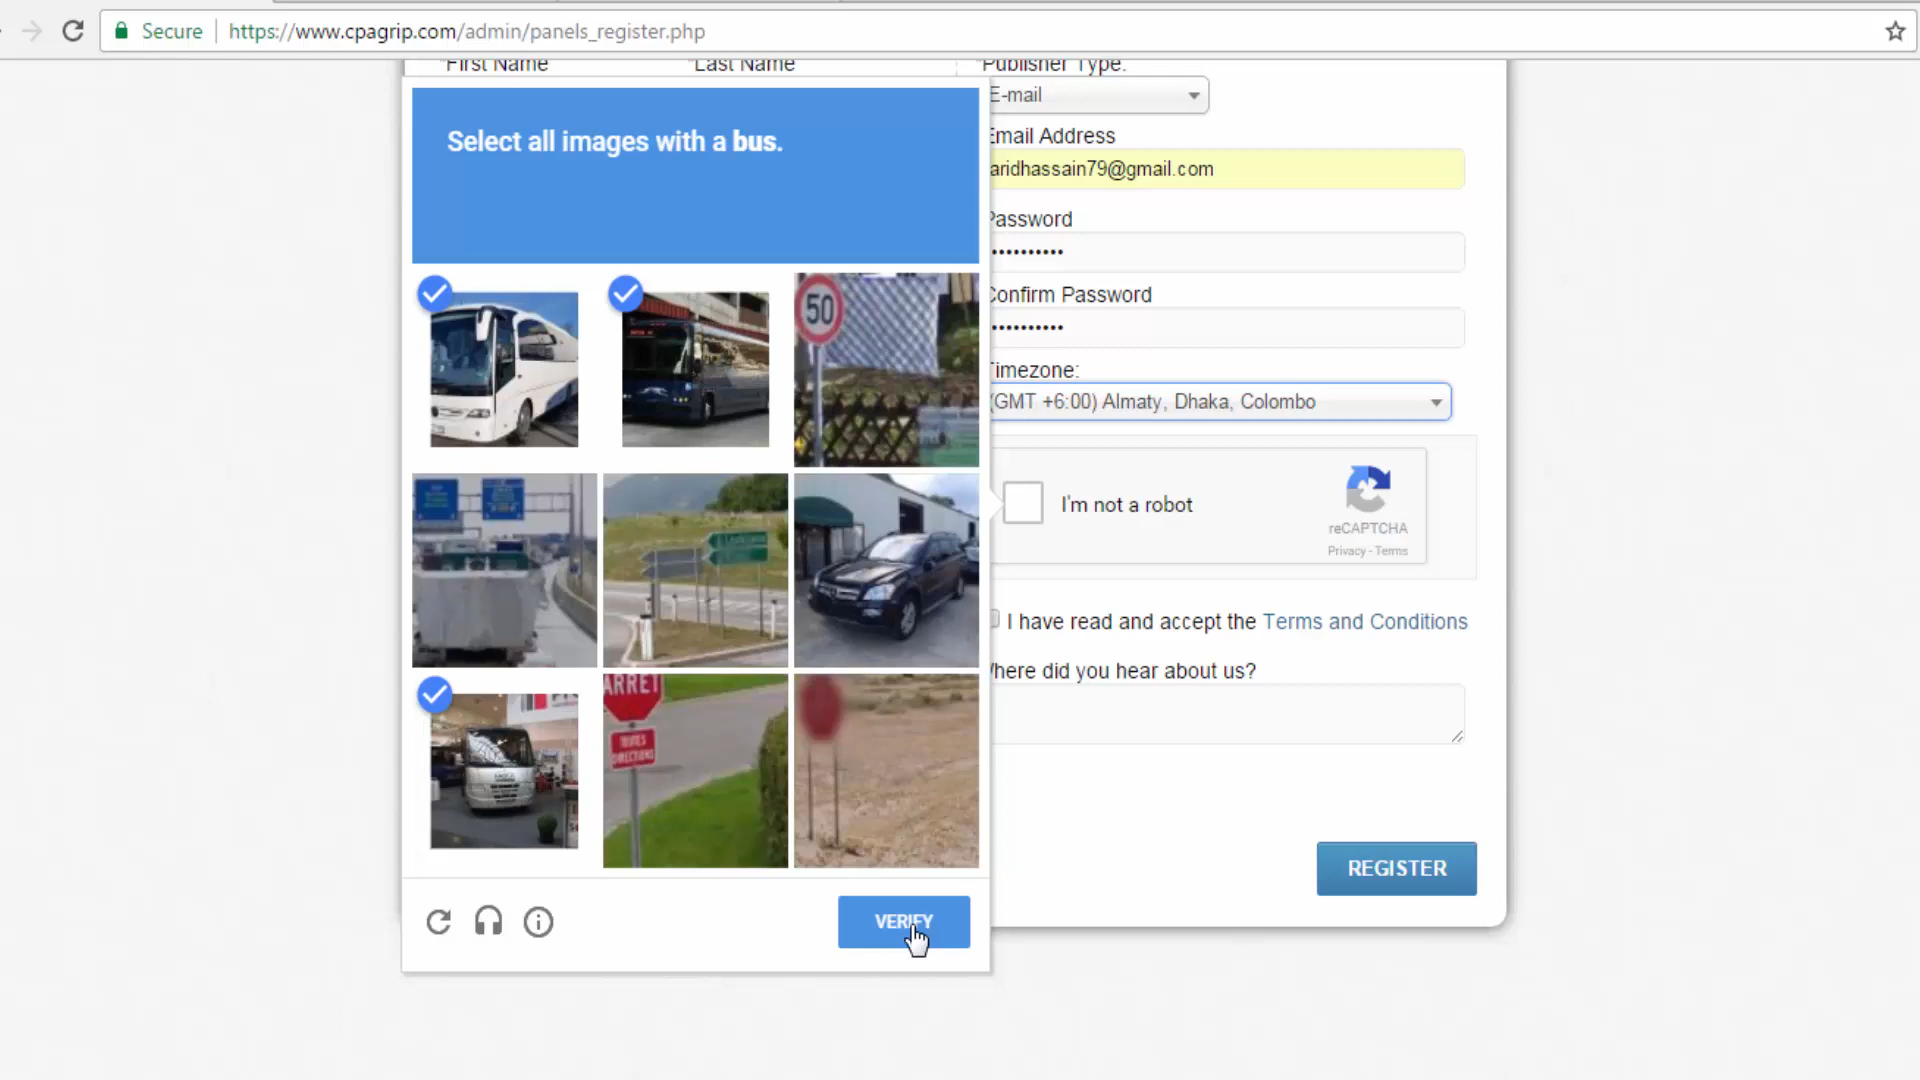 Secure https://www.cpagrip.com/admin/panels_register.php
*First Name *Last Name *Publisher Type:
E-mail
Select all images with a bus.
Email Address
aridhassain79@gmail.com
Password
••••••••••
50
Confirm Password
••••••••••
Timezone:
(GMT +6:00) Almaty, Dhaka, Colombo
I'm not a robot
reCAPTCHA
Privacy - Terms
I have read and accept the Terms and Conditions
Where did you hear about us?
ARRET
TOUTES
DIRECTIONS
REGISTER
VERIFY